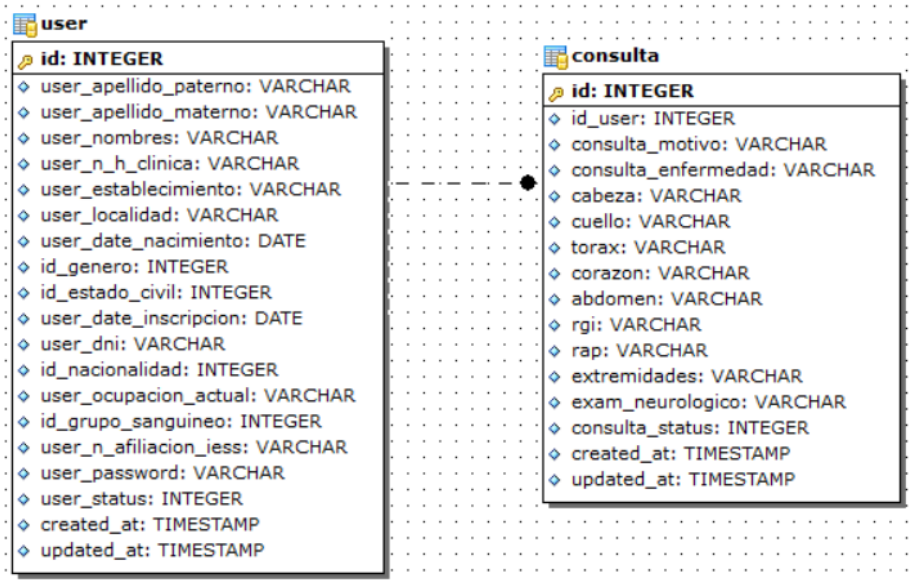 user
id: INTEGER
user_apellido_paterno: VARCHAR
user_apellido_materno: VARCHAR
user_nombres: VARCHAR
user_n_h_clinica: VARCHAR
user_establecimiento: VARCHAR
user_localidad: VARCHAR
user_date_nacimiento: DATE
id_genero: INTEGER
id_estado_civil: INTEGER
user_date_inscripcion: DATE
user_dni: VARCHAR
id_nacionalidad: INTEGER
user_ocupacion_actual: VARCHAR
id_grupo_sanguineo: INTEGER
user_n_afiliacion_iess: VARCHAR
user_password: VARCHAR
user_status: INTEGER
created_at: TIMESTAMP
updated_at: TIMESTAMP
consulta
id: INTEGER
id_user: INTEGER
consulta_motivo: VARCHAR
consulta_enfermedad: VARCHAR
cabeza: VARCHAR
cuello: VARCHAR
torax: VARCHAR
corazon: VARCHAR
abdomen: VARCHAR
rgi: VARCHAR
rap: VARCHAR
extremidades: VARCHAR
exam_neurologico: VARCHAR
consulta_status: INTEGER
created_at: TIMESTAMP
updated_at: TIMESTAMP